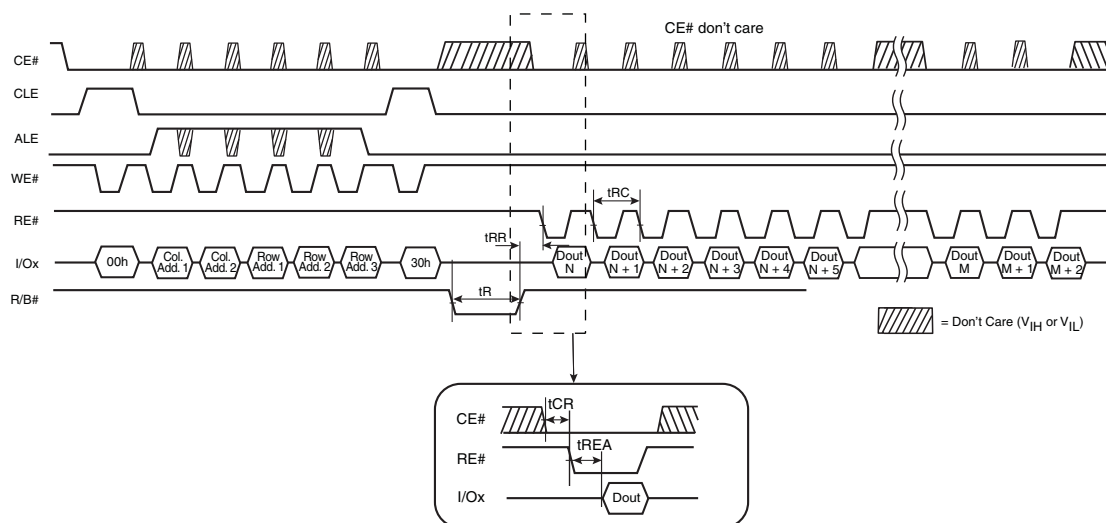 CE# don't care
CE#
CLE
ALE
WE#
tRC
RE#
tRR
I/Ox
00h
Col. Add. 1
Col. Add. 2
Row Add. 1
Row Add. 2
Row Add. 3
30h
Dout N
Dout N + 1
Dout N + 2
Dout N + 3
Dout N + 4
Dout N + 5
Dout M
Dout M + 1
Dout M + 2
tR
R/B#
= Don't Care (VIH or VIL)
tCR
CE#
tREA
RE#
I/Ox
Dout